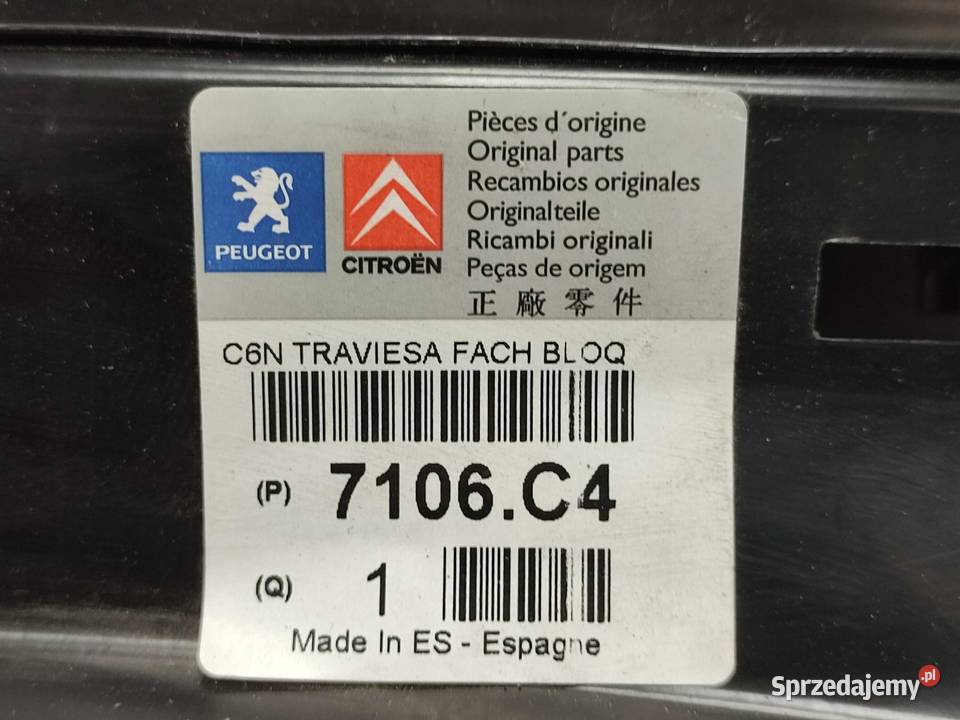 Pièces d´origine
Original parts
Recambios originales
Originalteile
Ricambi originali
Peças de origem
正 廠 零 件
PEUGEOT
CITROËN
C6N TRAVIESA FACH BLOQ
(P) 7106.C4
(Q) 1
Made In ES - Espagne
Sprzedajemy.pl